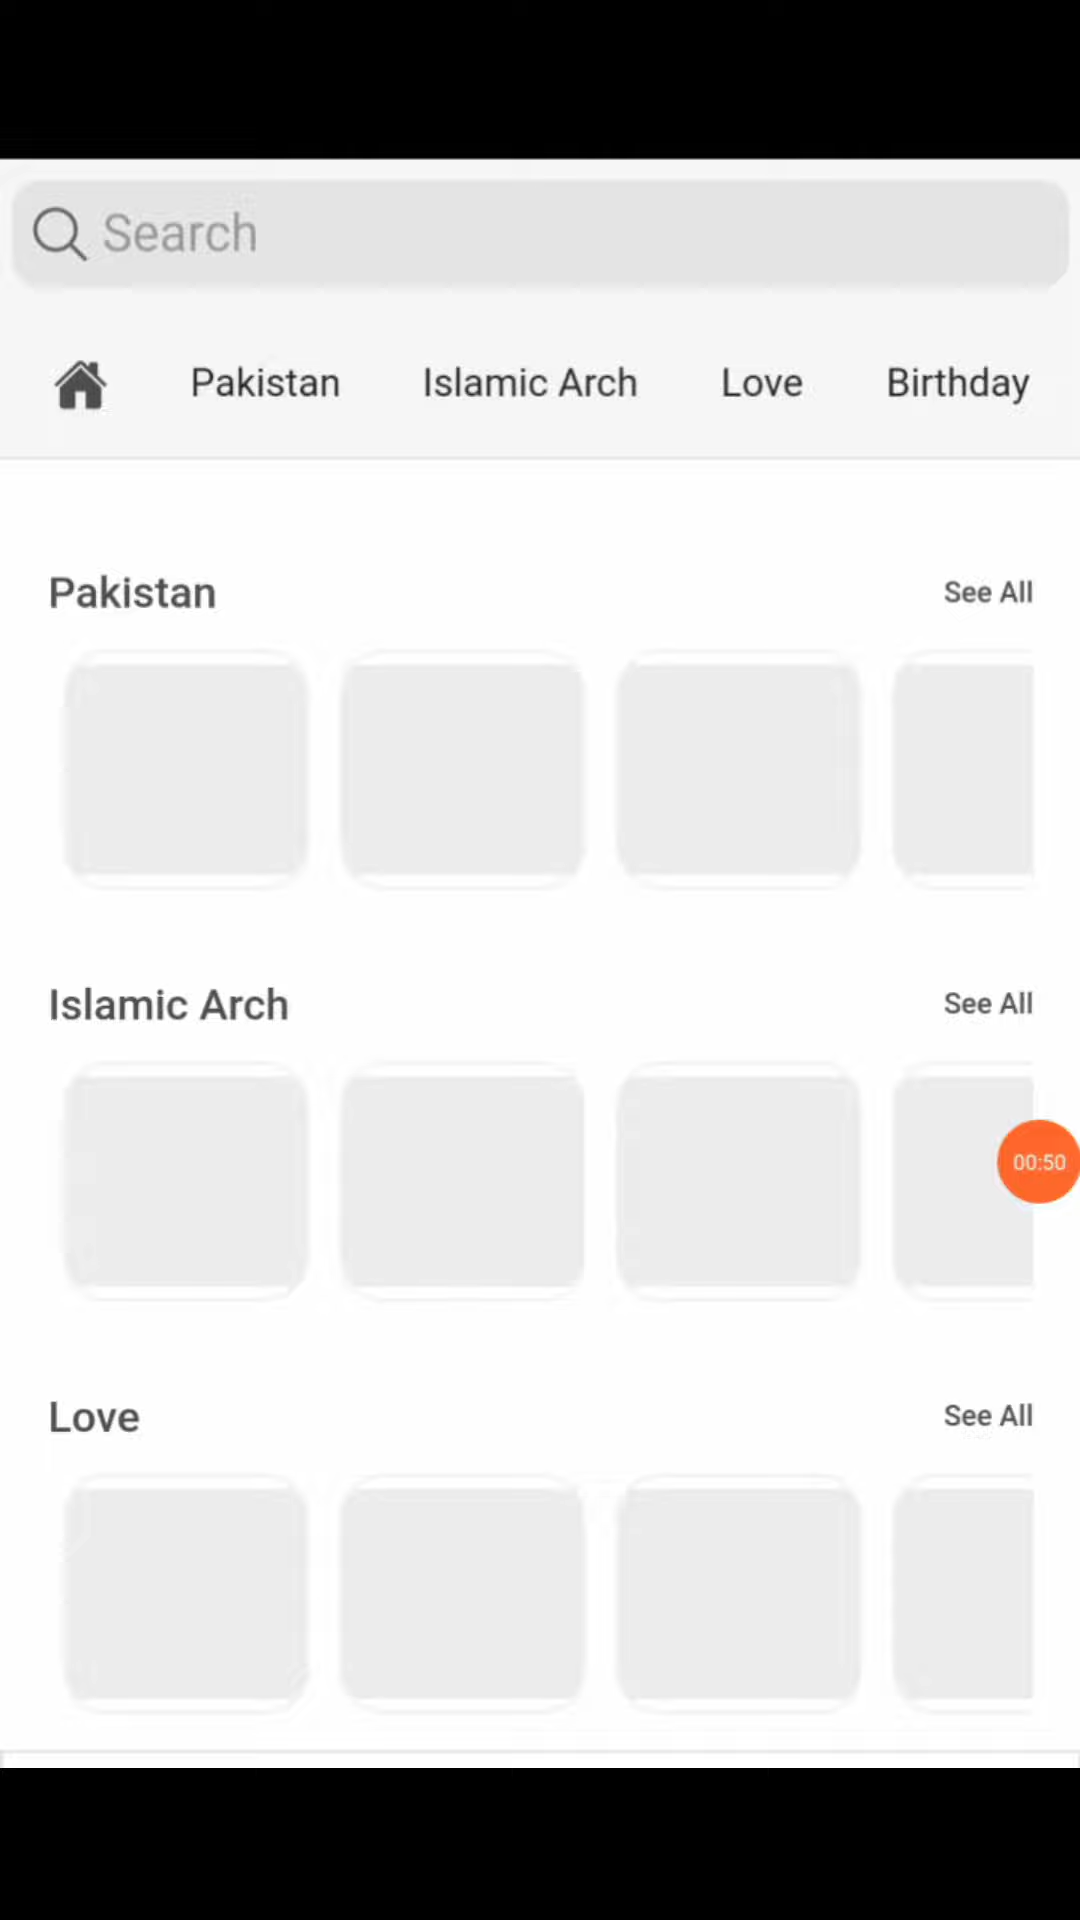 Search
Pakistan Islamic Arch Love Birthday
Pakistan See All
Islamic Arch See All
00:50
Love See All